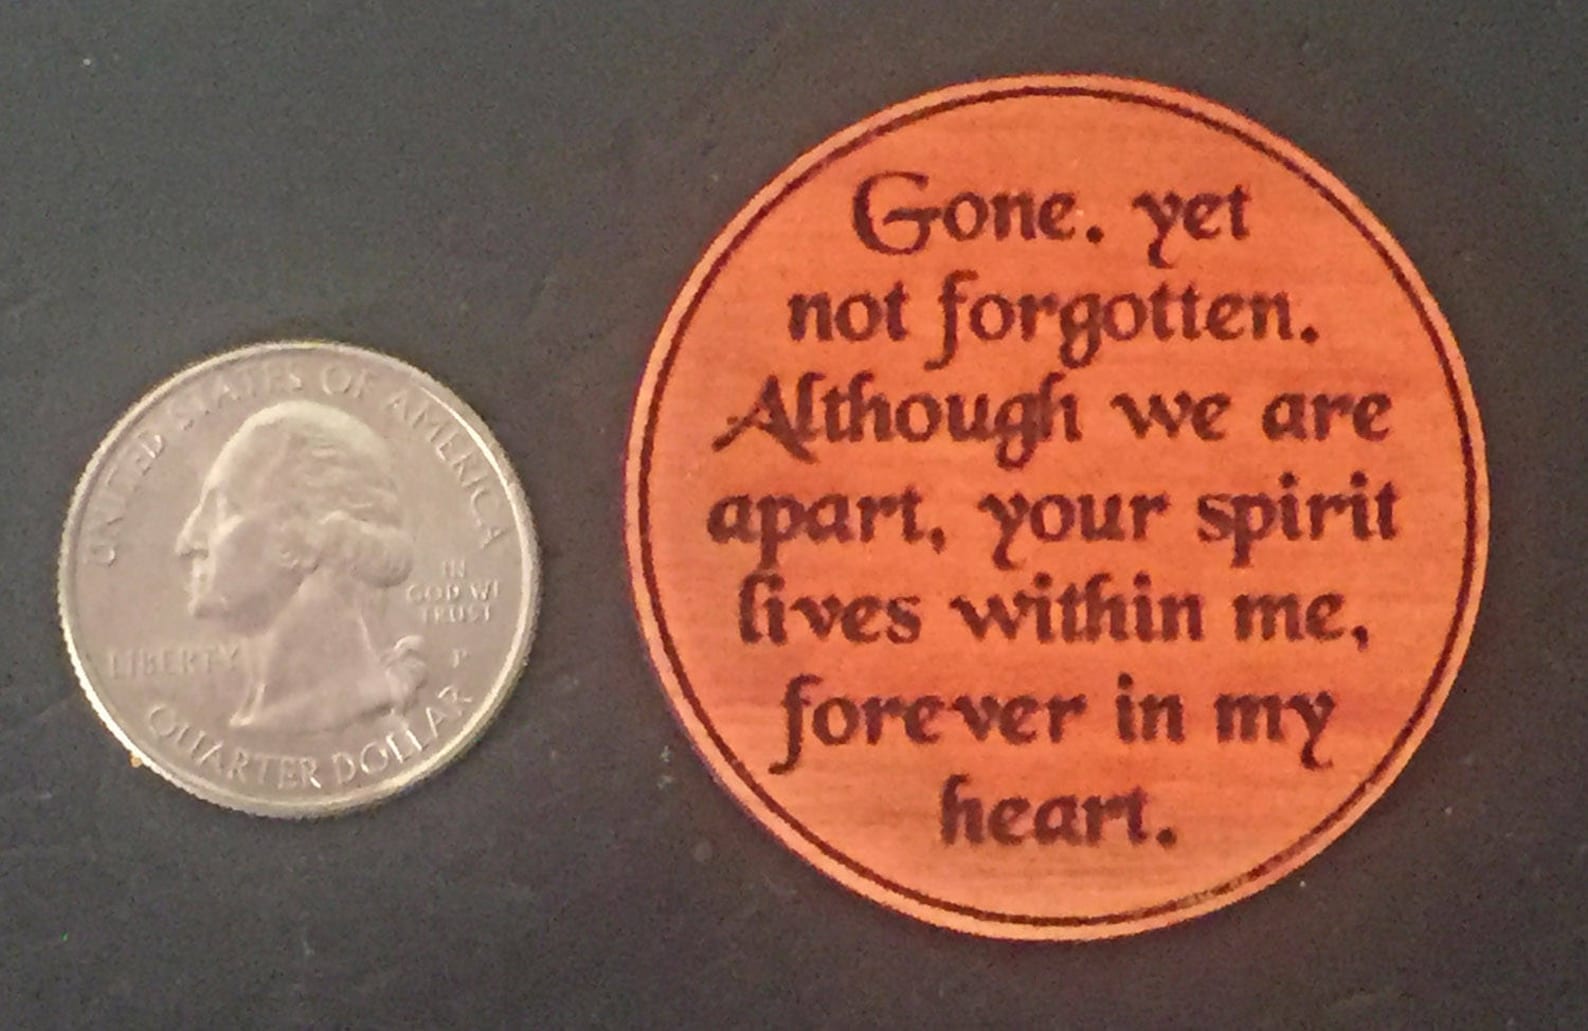 UNITED STATES OF AMERICA
IN
GOD WE
TRUST
LIBERTY
P
QUARTER DOLLAR
Gone. yet
not forgotten.
Although we are
apart, your spirit
lives within me,
forever in my
heart.